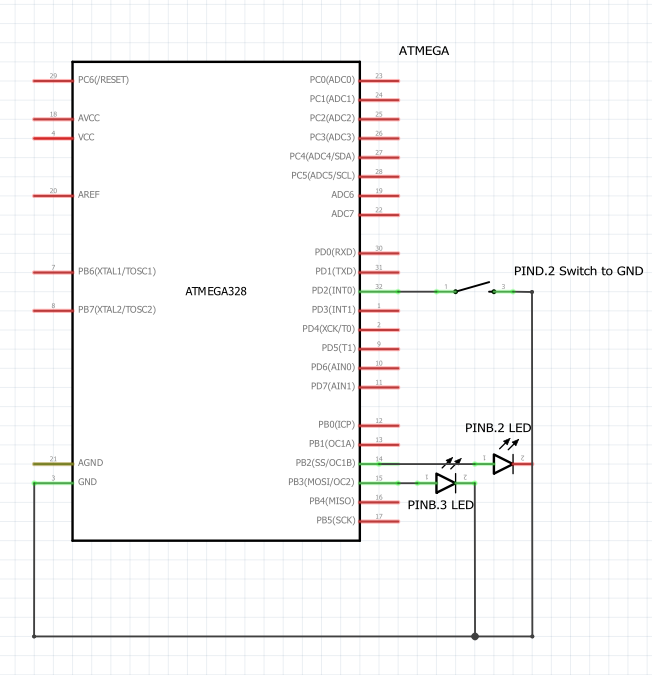 ATMEGA
29 PC6(/RESET) PC0(ADC0) 23
PC1(ADC1) 24
18 AVCC PC2(ADC2) 25
4 VCC PC3(ADC3) 26
PC4(ADC4/SDA) 27
PC5(ADC5/SCL) 28
20 AREF ADC6 19
ADC7 22
PD0(RXD) 30
7 PB6(XTAL1/TOSC1) PD1(TXD) 31
PIND.2 Switch to GND
ATMEGA328 PD2(INT0) 32 1 3
8 PB7(XTAL2/TOSC2) PD3(INT1) 1
PD4(XCK/T0) 2
PD5(T1) 9
PD6(AIN0) 10
PD7(AIN1) 11
PB0(ICP) 12
PINB.2 LED
PB1(OC1A) 13
21 AGND PB2(SS/OC1B) 14 1 2
3 GND PB3(MOSI/OC2) 15 1 2
PB4(MISO) 16
PINB.3 LED
PB5(SCK) 17